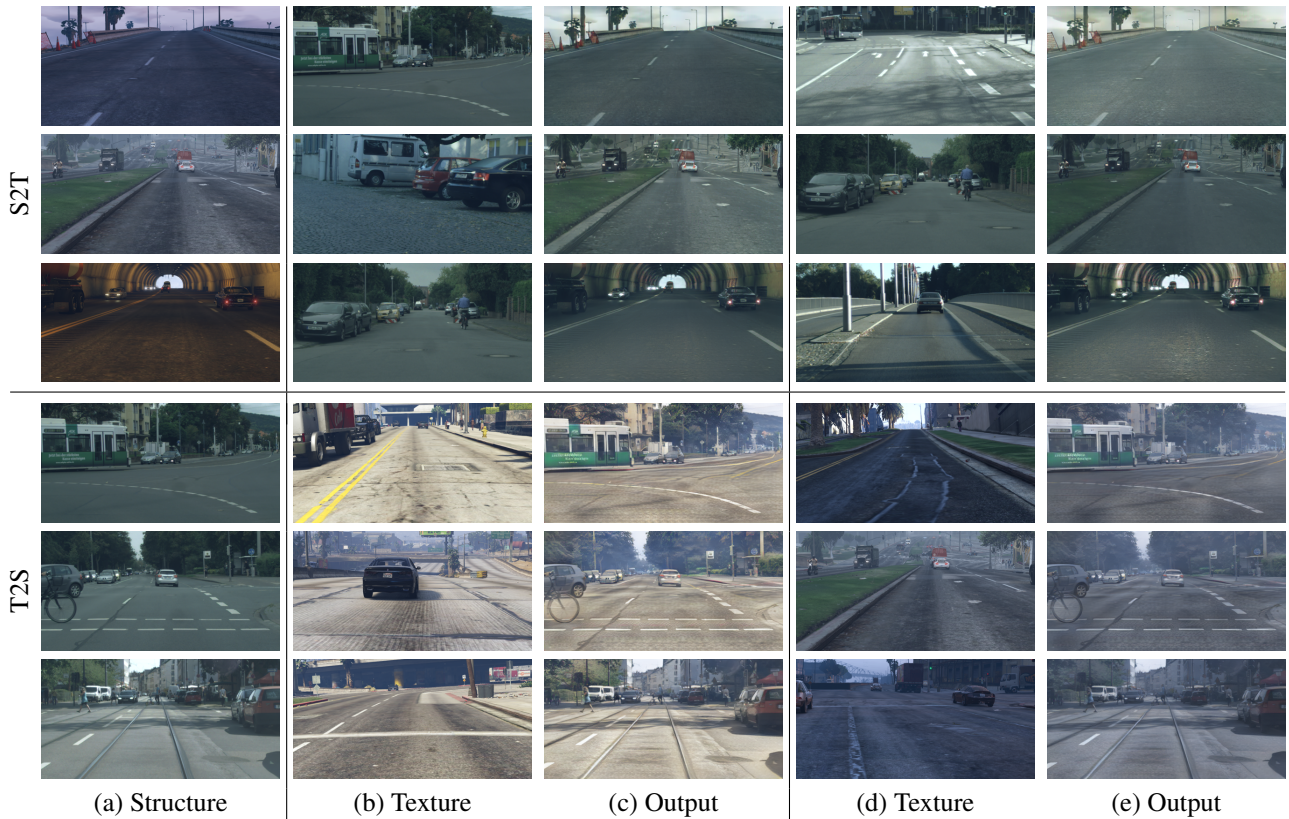 S2T
T2S
(a) Structure
(b) Texture
(c) Output
(d) Texture
(e) Output